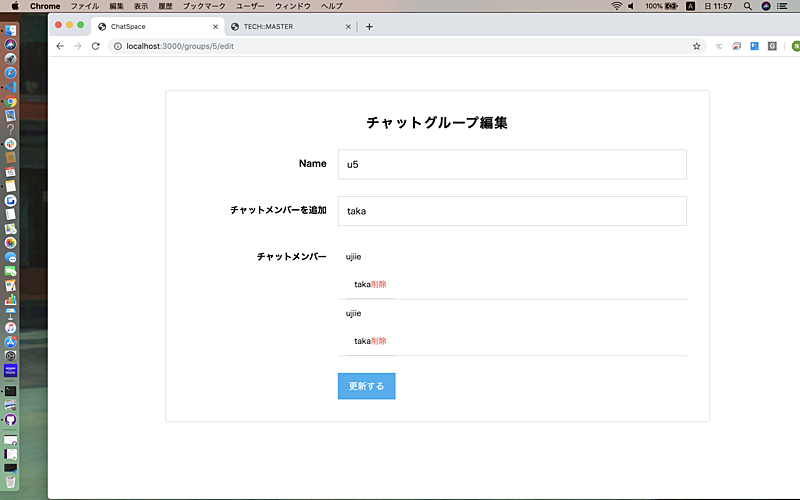 Chrome ファイル 編集 表示 履歴 ブックマーク ユーザー ウィンドウ ヘルプ 100% A 日 11:57
ChatSpace
TECH::MASTER
localhost:3000/groups/5/edit
チャットグループ編集
Name
u5
チャットメンバーを追加
taka
チャットメンバー
ujiie
taka削除
ujiie
taka削除
更新する